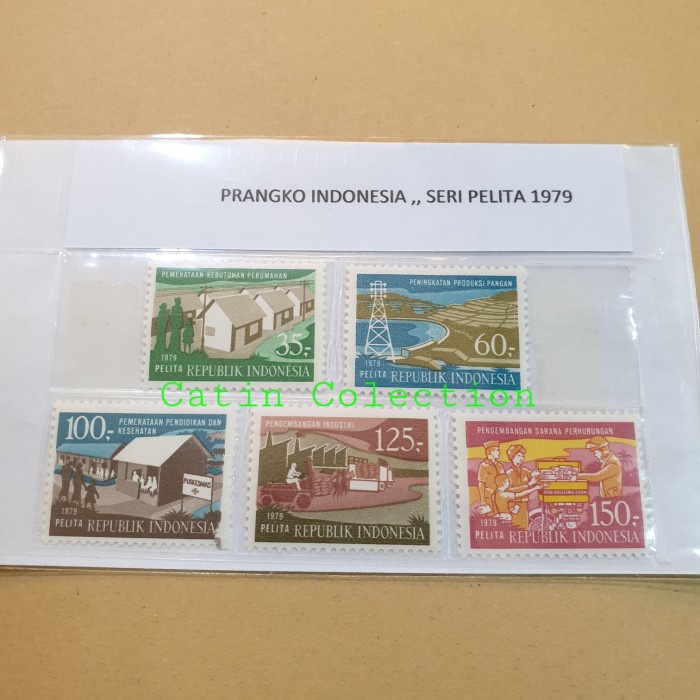 PRANGKO INDONESIA ,, SERI PELITA 1979
PEMERATAAN KEBUTUHAN PERUMAHAN
35,-
1979
PELITA REPUBLIK INDONESIA
PENINGKATAN PRODUKSI PANGAN
60,-
1979
PELITA REPUBLIK INDONESIA
Catin Colection
100,-
PEMERATAAN PENDIDIKAN DAN
KESEHATAN
PUSKESMAS
1979
PELITA REPUBLIK INDONESIA
PENGEMBANGAN INDUSTRI
125,-
1979
PELITA REPUBLIK INDONESIA
PENGEMBANGAN SARANA PERHUBUNGAN
150,-
1979
PELITA REPUBLIK INDONESIA